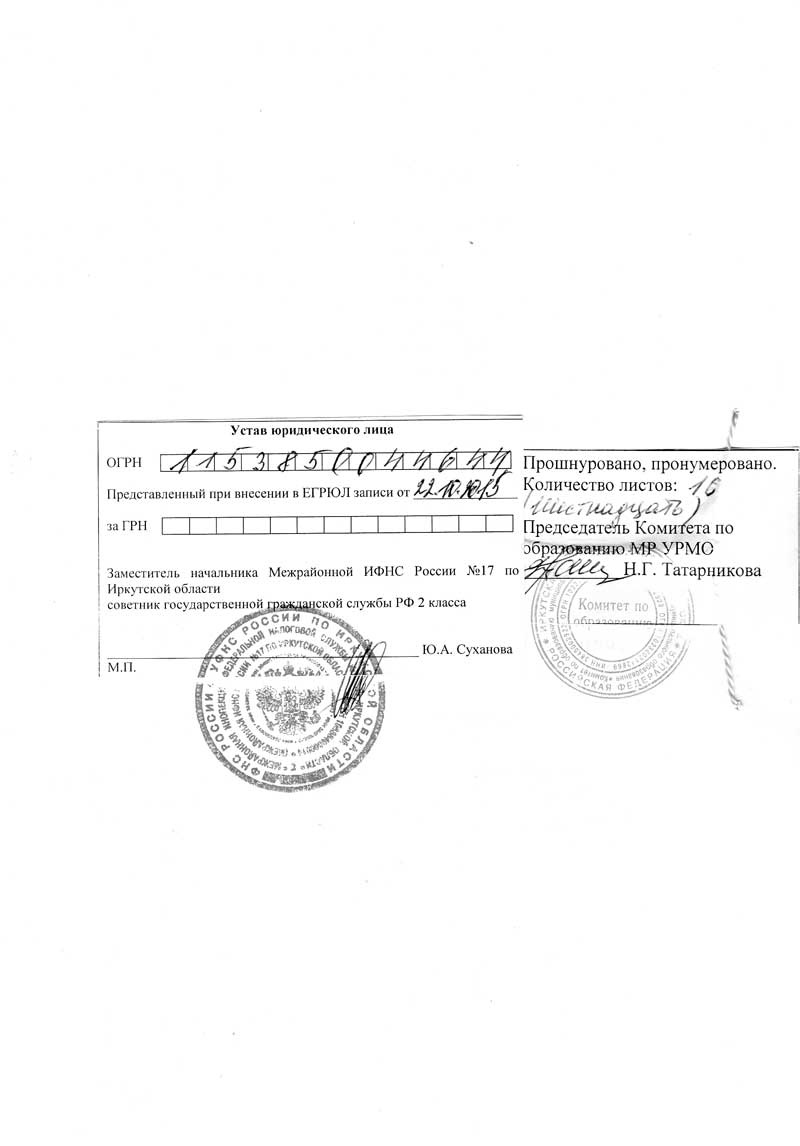 Устав юридического лица
ОГРН 1153850044644
Представленный при внесении в ЕГРЮЛ записи от 22.10.2015
за ГРН
Заместитель начальника Межрайонной ИФНС России №17 по
Иркутской области
советник государственной гражданской службы РФ 2 класса
Ю.А. Суханова
М.П.
Прошнуровано, пронумеровано.
Количество листов: 16
(шестнадцать)
Председатель Комитета по
образованию МР УРМО
Н.Г. Татарникова
Комитет по
образованию
РОССИЙСКАЯ ФЕДЕРАЦИЯ